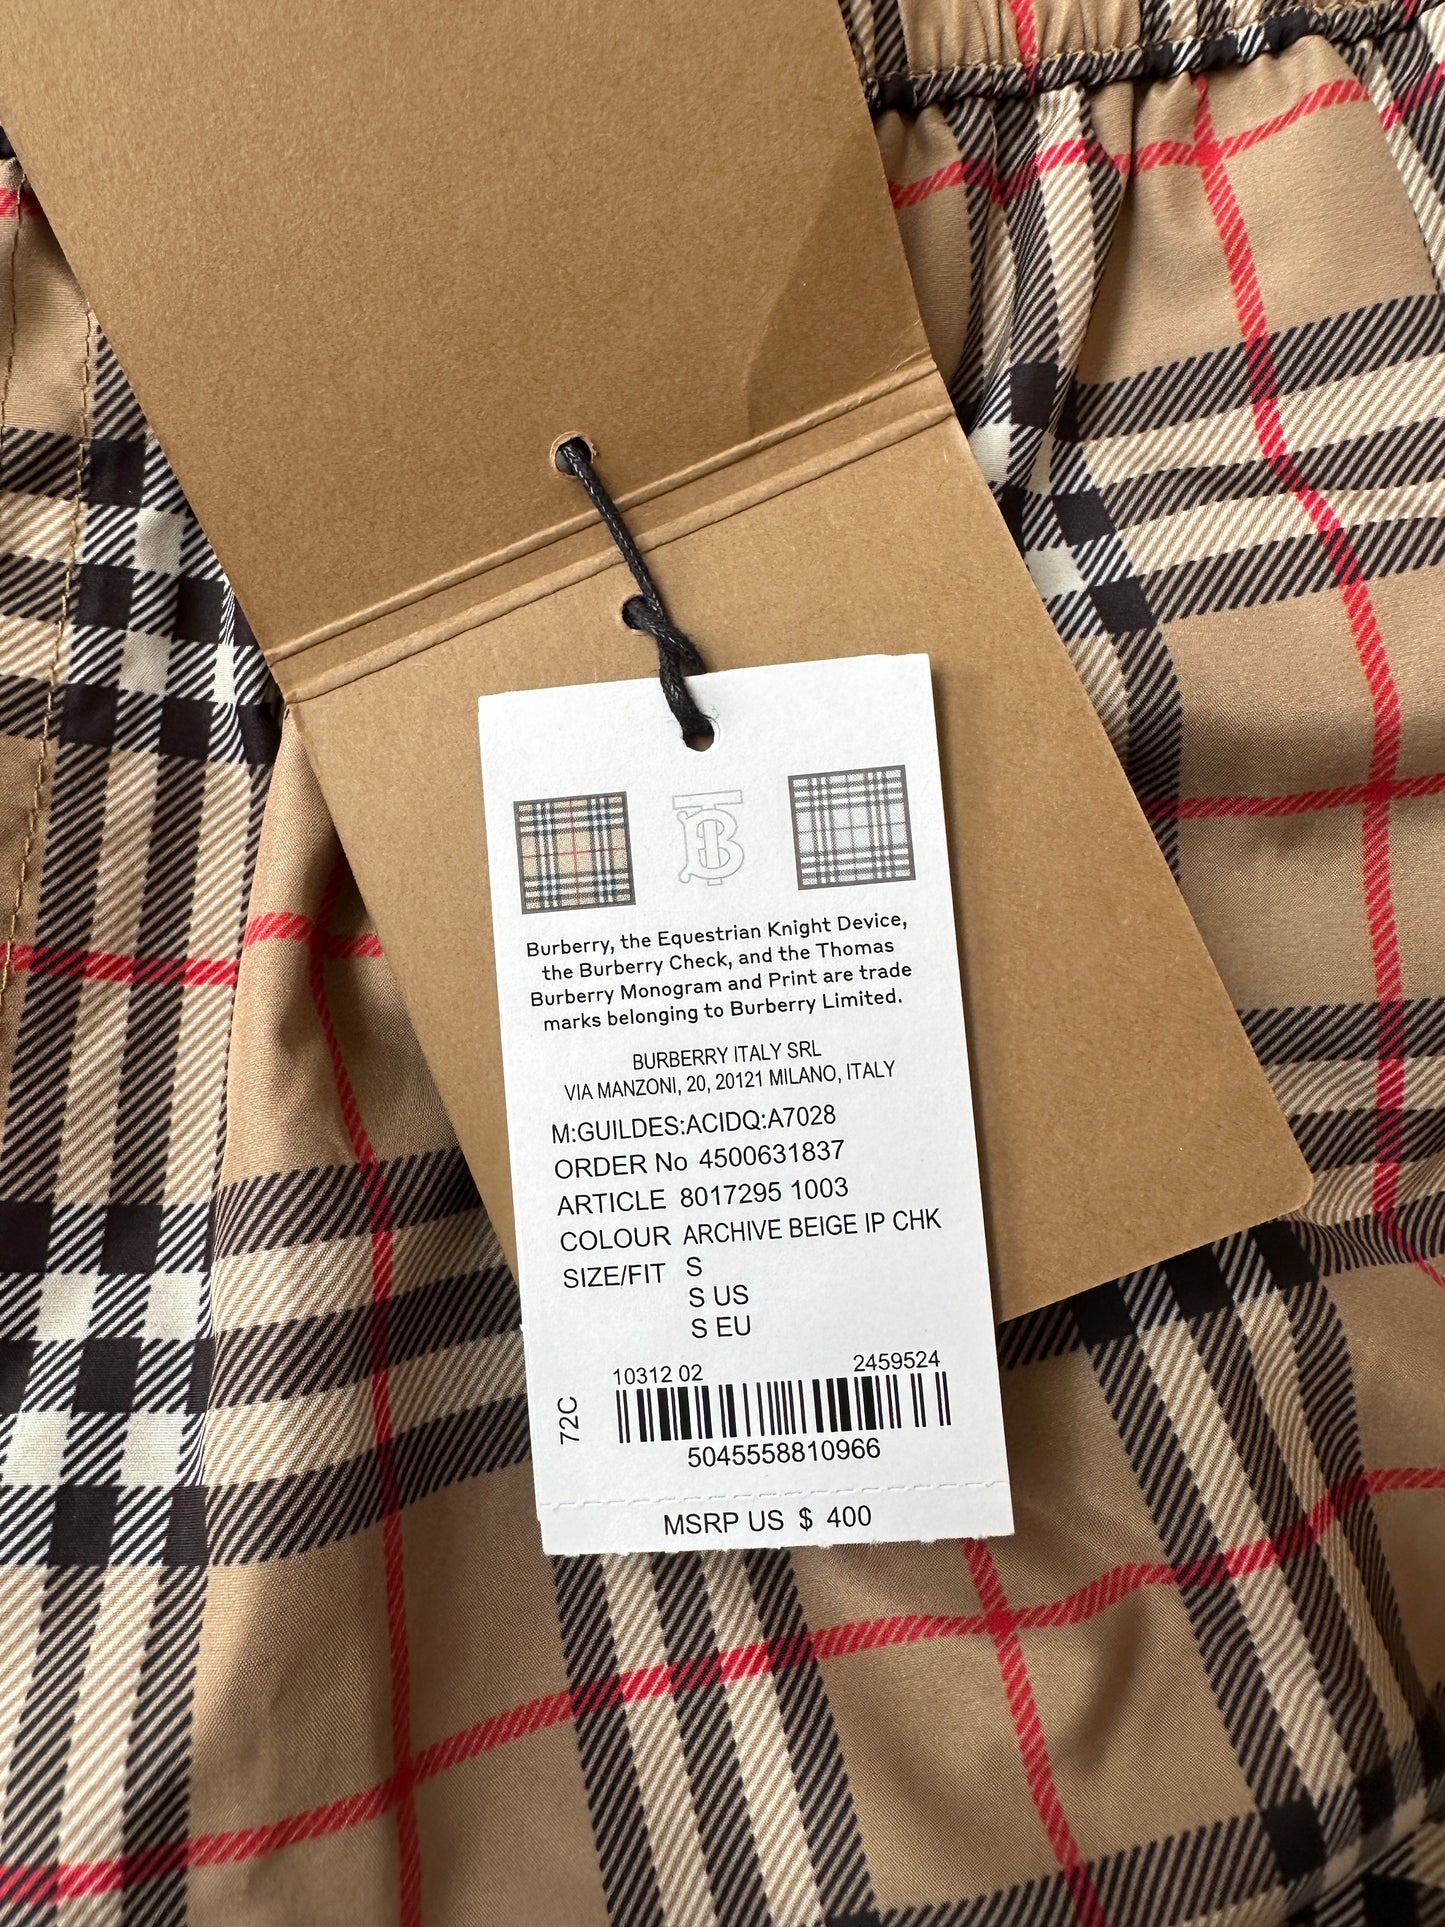 Burberry, the Equestrian Knight Device,
the Burberry Check, and the Thomas
Burberry Monogram and Print are trade
marks belonging to Burberry Limited.
BURBERRY ITALY SRL
VIA MANZONI, 20, 20121 MILANO, ITALY
M:GUILDES:ACIDQ:A7028
ORDER No 4500631837
ARTICLE 8017295 1003
COLOUR ARCHIVE BEIGE IP CHK
SIZE/FIT S
S US
S EU
10312 02 2459524
72C
5045558810966
MSRP US $ 400